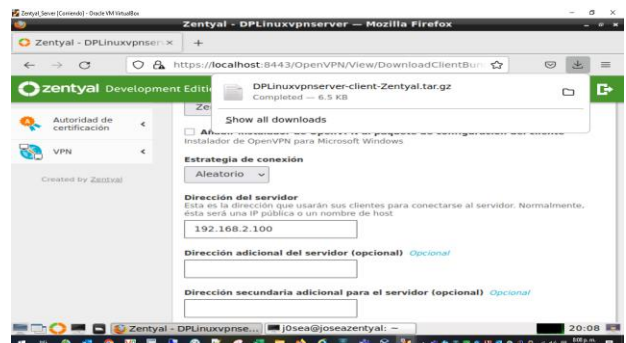 Zentyal_Server [Corriendo] - Oracle VM VirtualBox
Zentyal - DPLinuxvpnserver — Mozilla Firefox
Zentyal - DPLinuxvpnser
https://localhost:8443/OpenVPN/View/DownloadClientBun
zentyal Development Editi
DPLinuxvpnserver-client-Zentyal.tar.gz
Completed — 6.5 KB
Show all downloads
Autoridad de certificación
VPN
Created by Zentyal
Ze
Instalador de OpenVPN para Microsoft Windows
Estrategia de conexión
Aleatorio
Dirección del servidor
Esta es la dirección que usarán sus clientes para conectarse al servidor. Normalmente,
ésta será una IP pública o un nombre de host
192.168.2.100
Dirección adicional del servidor (opcional) Opcional
Dirección secundaria adicional para el servidor (opcional) Opcional
Zentyal - DPLinuxvpnse...
j0sea@joseazentyal: ~
20:08